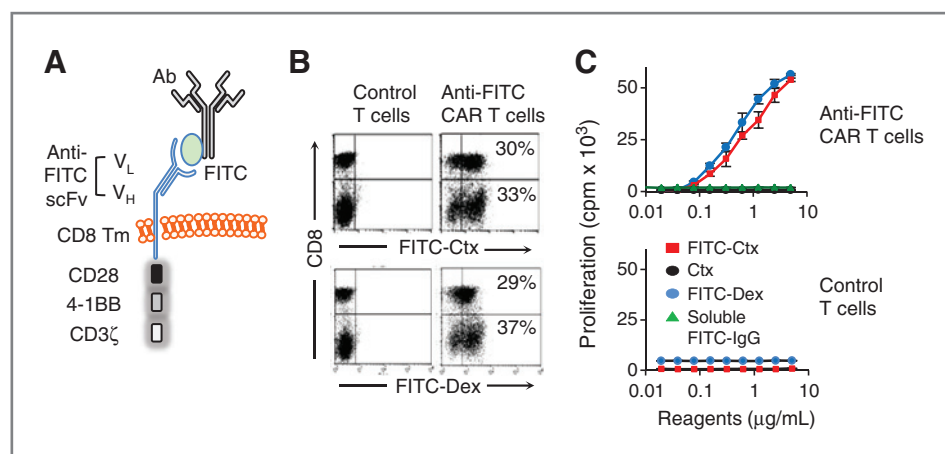 A
Ab
Anti-
FITC
scFv
VL
VH
FITC
CD8 Tm
CD28
4-1BB
CD3ζ
B
Control
T cells
Anti-FITC
CAR T cells
30%
33%
FITC-Ctx
CD8
29%
37%
FITC-Dex
C
Proliferation (cpm x 10³)
50
25
0
0.01
0.1
1
10
Anti-FITC
CAR T cells
FITC-Ctx
Ctx
FITC-Dex
Soluble
FITC-IgG
Control
T cells
50
25
0
0.01
0.1
1
10
Reagents (μg/mL)